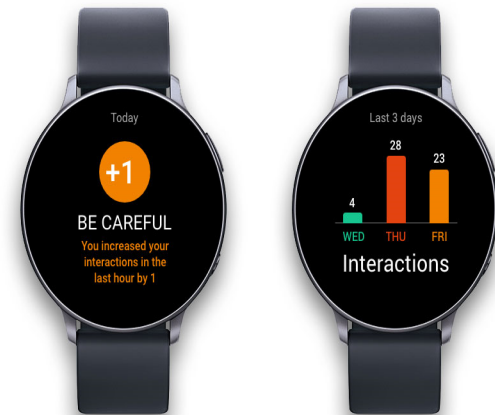 Today
+1
BE CAREFUL
You increased your
interactions in the
last hour by 1
Last 3 days
28
23
4
WED THU FRI
Interactions